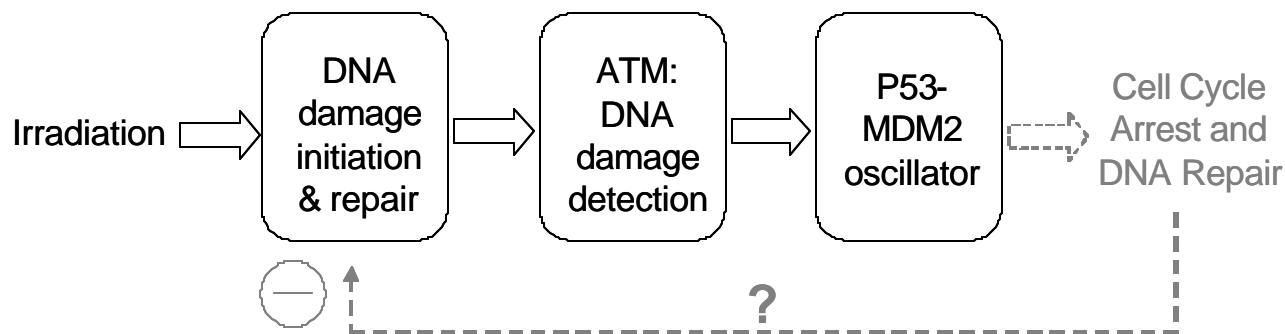 Irradiation
DNA
damage
initiation
& repair
ATM:
DNA
damage
detection
P53-
MDM2
oscillator
Cell Cycle
Arrest and
DNA Repair
?